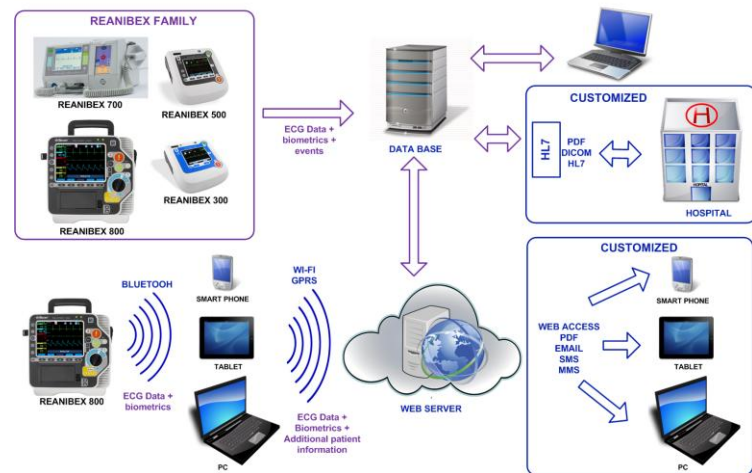 REANIBEX FAMILY
REANIBEX 700
REANIBEX 500
REANIBEX 800
REANIBEX 300
ECG Data +
biometrics +
events
DATA BASE
CUSTOMIZED
HL7
PDF
DICOM
HL7
H
HOSPITAL
HOSPITAL
BLUETOOH
SMART PHONE
TABLET
PC
REANIBEX 800
ECG Data +
biometrics
WI-FI
GPRS
ECG Data +
Biometrics +
Additional patient
information
WEB SERVER
CUSTOMIZED
WEB ACCESS
PDF
EMAIL
SMS
MMS
SMART PHONE
TABLET
PC